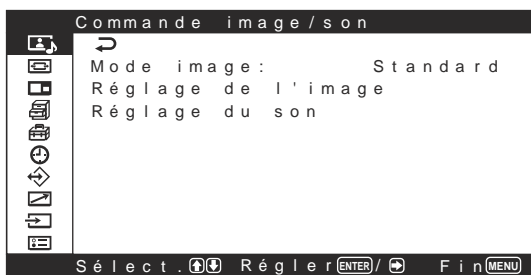 Commande image/son
Mode image: Standard
Réglage de l'image
Réglage du son
Sélect. Régler ENTER / Fin MENU